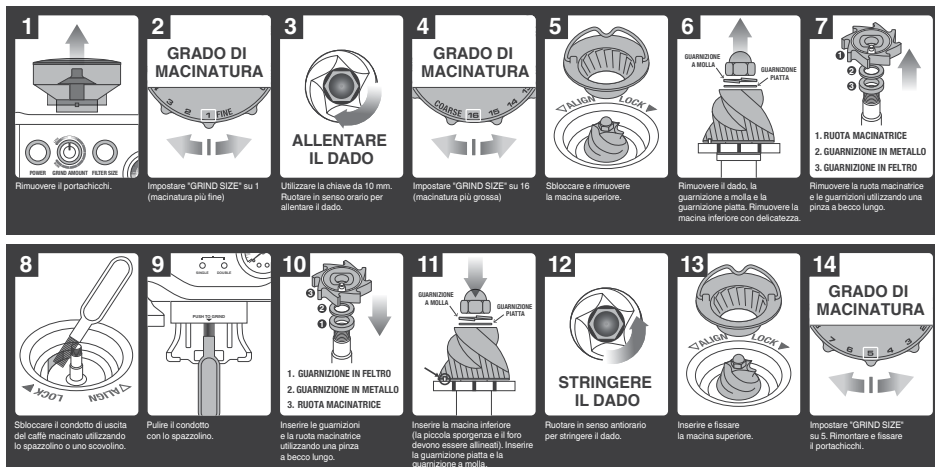 1
POWER GRIND AMOUNT FILTER SIZE
Rimuovere il portachicchi.
2
GRADO DI
MACINATURA
3 2 1 FINE
Impostare "GRIND SIZE" su 1
(macinatura più fine)
3
ALLENTARE
IL DADO
Utilizzare la chiave da 10 mm.
Ruotare in senso orario per
allentare il dado.
4
GRADO DI
MACINATURA
COARSE 16 15 14
Impostare "GRIND SIZE" su 16
(macinatura più grossa)
5
ALIGN LOCK
Sbloccare e rimuovere
la macina superiore.
6
GUARNIZIONE
A MOLLA
GUARNIZIONE
PIATTA
Rimuovere il dado, la
guarnizione a molla e la
guarnizione piatta. Rimuovere la
macina inferiore con delicatezza.
7
1
2
3
1. RUOTA MACINATRICE
2. GUARNIZIONE IN METALLO
3. GUARNIZIONE IN FELTRO
Rimuovere la ruota macinatrice
e le guarnizioni utilizzando una
pinza a becco lungo.
8
LOCK ALIGN
Sbloccare il condotto di uscita
del caffè macinato utilizzando
lo spazzolino o uno scovolino.
9
SINGLE DOUBLE
PUSH TO GRIND
Pulire il condotto
con lo spazzolino.
10
3
2
1
1. GUARNIZIONE IN FELTRO
2. GUARNIZIONE IN METALLO
3. RUOTA MACINATRICE
Inserire le guarnizioni
e la ruota macinatrice
utilizzando una pinza
a becco lungo.
11
GUARNIZIONE
A MOLLA
GUARNIZIONE
PIATTA
Inserire la macina inferiore
(la piccola sporgenza e il foro
devono essere allineati). Inserire
la guarnizione piatta e la
guarnizione a molla.
12
STRINGERE
IL DADO
Ruotare in senso antiorario
per stringere il dado.
13
ALIGN LOCK
Inserire e fissare
la macina superiore.
14
GRADO DI
MACINATURA
7 6 5 4 3
Impostare "GRIND SIZE"
su 5. Rimontare e fissare
il portachicchi.